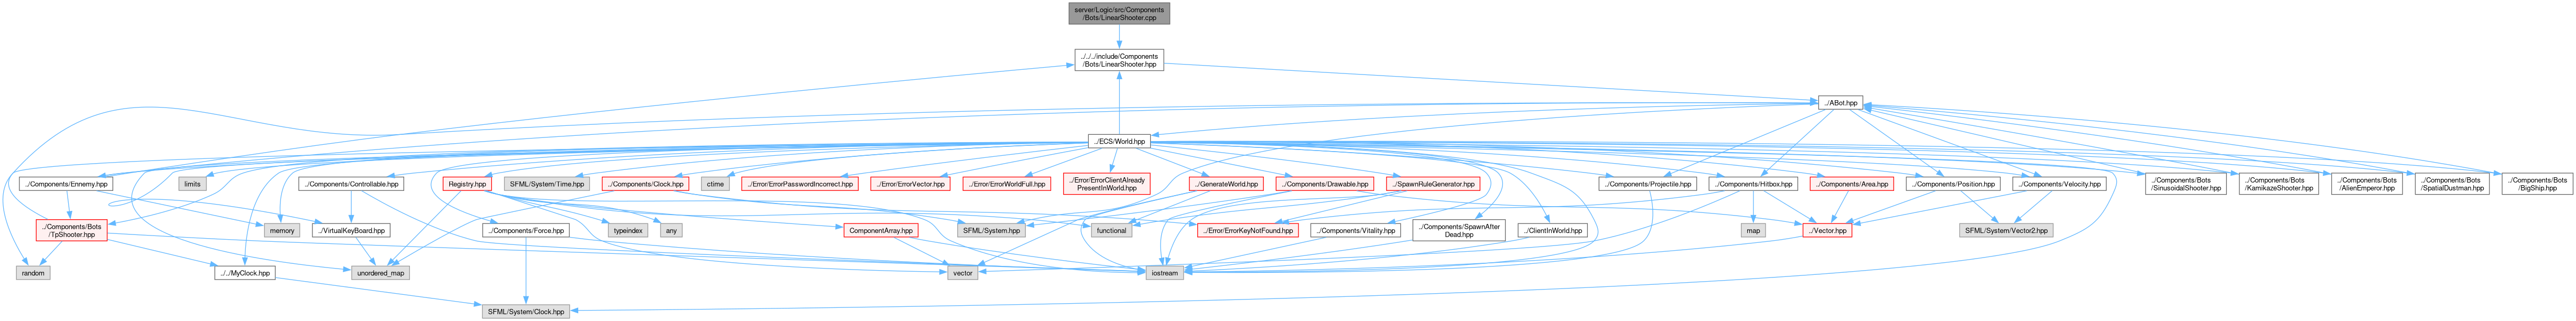 server/Logic/src/Components
/Bots/LinearShooter.cpp
../../../include/Components
/Bots/LinearShooter.hpp
../ABot.hpp
../ECS/World.hpp
../Components/Ennemy.hpp
limits
../Components/Controllable.hpp
Registry.hpp
SFML/System/Time.hpp
../Components/Clock.hpp
ctime
../Error/ErrorPasswordIncorrect.hpp
../Error/ErrorVector.hpp
../Error/ErrorWorldFull.hpp
../Error/ErrorClientAlready
PresentInWorld.hpp
../GenerateWorld.hpp
../Components/Drawable.hpp
./SpawnRuleGenerator.hpp
../Components/Projectile.hpp
../Components/Hitbox.hpp
../Components/Area.hpp
../Components/Position.hpp
../Components/Velocity.hpp
../Components/Bots
/SinusoidalShooter.hpp
../Components/Bots
/KamikazeShooter.hpp
../Components/Bots
/AlienEmperor.hpp
../Components/Bots
/SpatialDustman.hpp
../Components/Bots
/BigShip.hpp
../Components/Bots
/TpShooter.hpp
memory
../VirtualKeyBoard.hpp
../Components/Force.hpp
typeindex
any
ComponentArray.hpp
SFML/System.hpp
functional
../Error/ErrorKeyNotFound.hpp
../Components/Vitality.hpp
../Components/SpawnAfter
Dead.hpp
../ClientInWorld.hpp
map
../Vector.hpp
SFML/System/Vector2.hpp
random
../../MyClock.hpp
unordered_map
vector
iostream
SFML/System/Clock.hpp